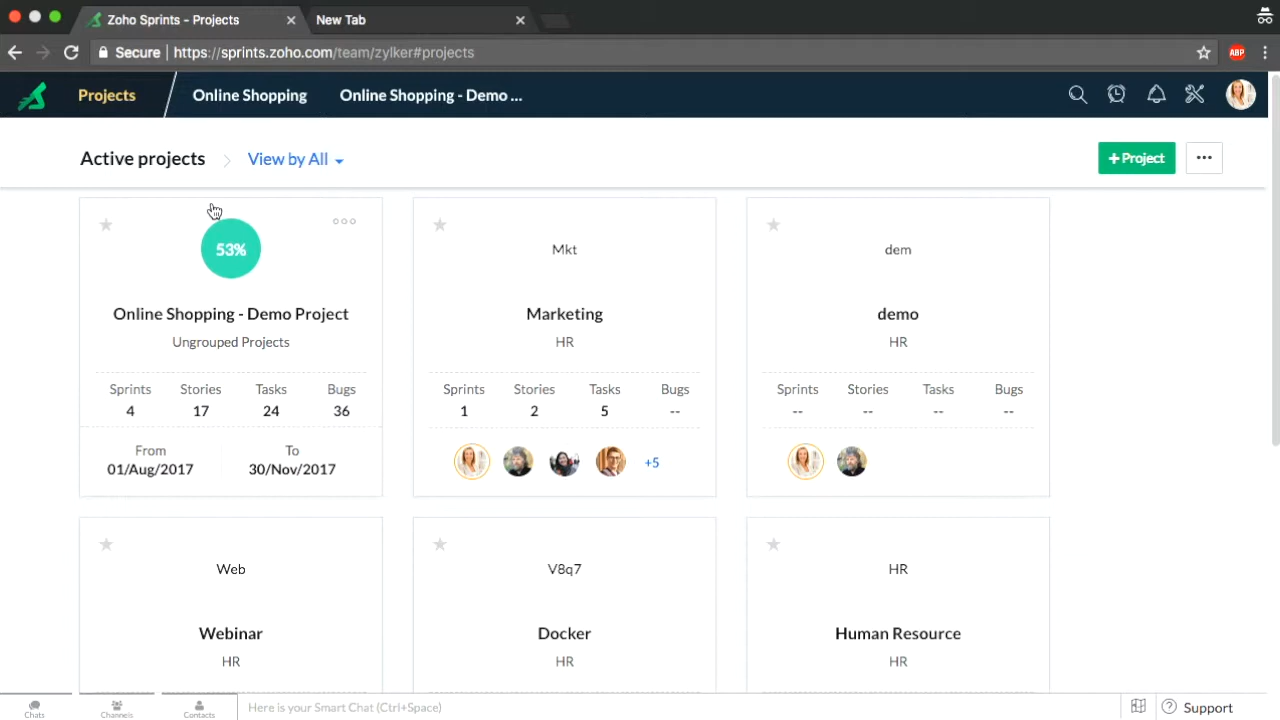 Zoho Sprints - Projects
New Tab
Secure
https://sprints.zoho.com/team/zylker#projects
ABP
Projects
Online Shopping
Online Shopping - Demo ...
Active projects
View by All
+ Project
53%
Online Shopping - Demo Project
Ungrouped Projects
Sprints Stories Tasks Bugs
4 17 24 36
From To
01/Aug/2017 30/Nov/2017
Mkt
Marketing
HR
Sprints Stories Tasks Bugs
1 2 5 --
+5
dem
demo
HR
Sprints Stories Tasks Bugs
-- -- -- --
Web
Webinar
HR
V8q7
Docker
HR
HR
Human Resource
HR
Chats
Channels
Contacts
Here is your Smart Chat (Ctrl+Space)
Support